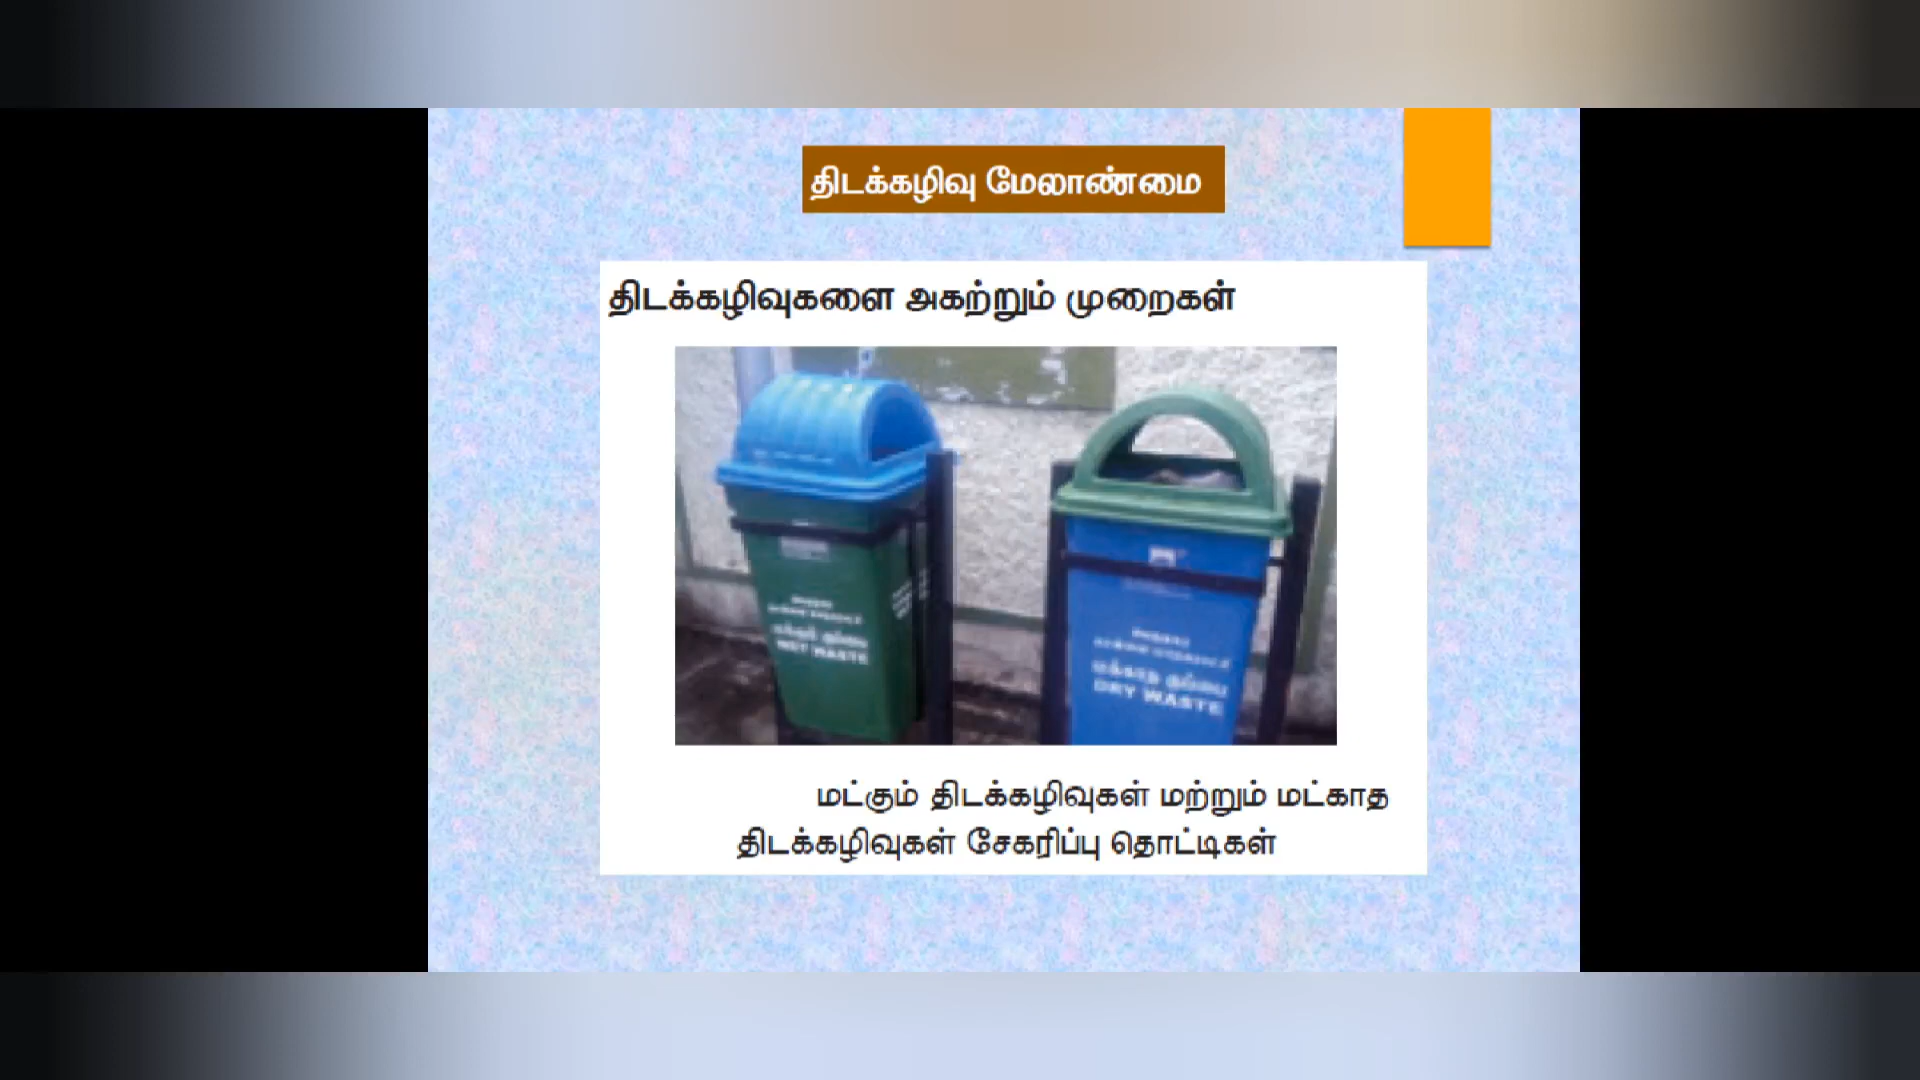 திடக்கழிவு மேலாண்மை
திடக்கழிவுகளை அகற்றும் முறைகள்
WET WASTE
மக்காத குப்பை
DRY WASTE
மட்கும் திடக்கழிவுகள் மற்றும் மட்காத
திடக்கழிவுகள் சேகரிப்பு தொட்டிகள்